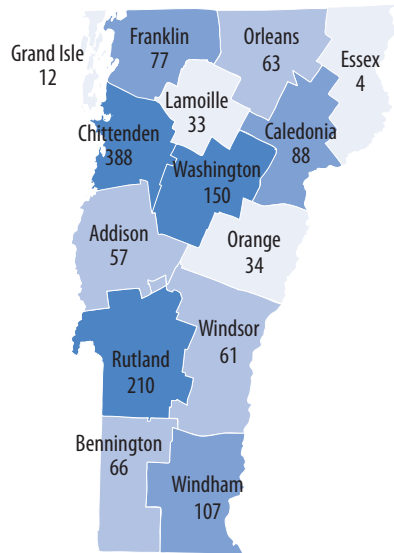 Grand Isle
12
Franklin
77
Orleans
63
Essex
4
Lamoille
33
Chittenden
388
Caledonia
88
Washington
150
Addison
57
Orange
34
Windsor
61
Rutland
210
Bennington
66
Windham
107